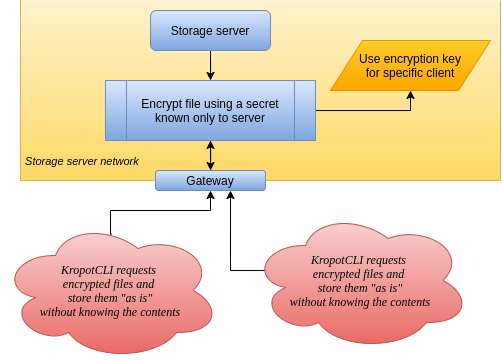 Storage server
Use encryption key
for specific client
Encrypt file using a secret
known only to server
Storage server network
Gateway
KropotCLI requests
encrypted files and
store them "as is"
without knowing the contents
KropotCLI requests
encrypted files and
store them "as is"
without knowing the contents